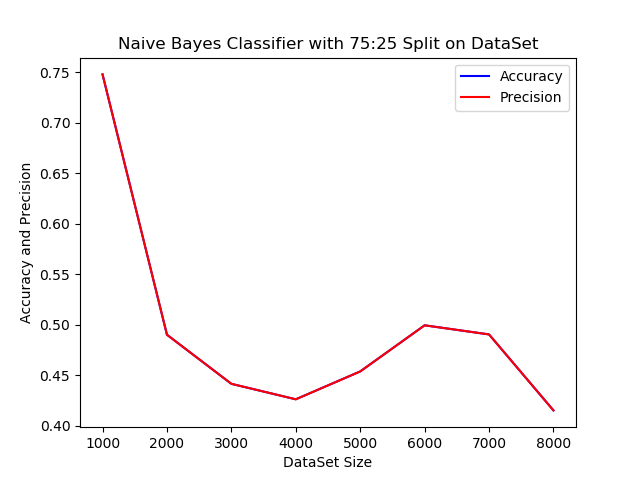 Naive Bayes Classifier with 75:25 Split on DataSet
Accuracy
Precision
Accuracy and Precision
0.75
0.70
0.65
0.60
0.55
0.50
0.45
0.40
1000 2000 3000 4000 5000 6000 7000 8000
DataSet Size